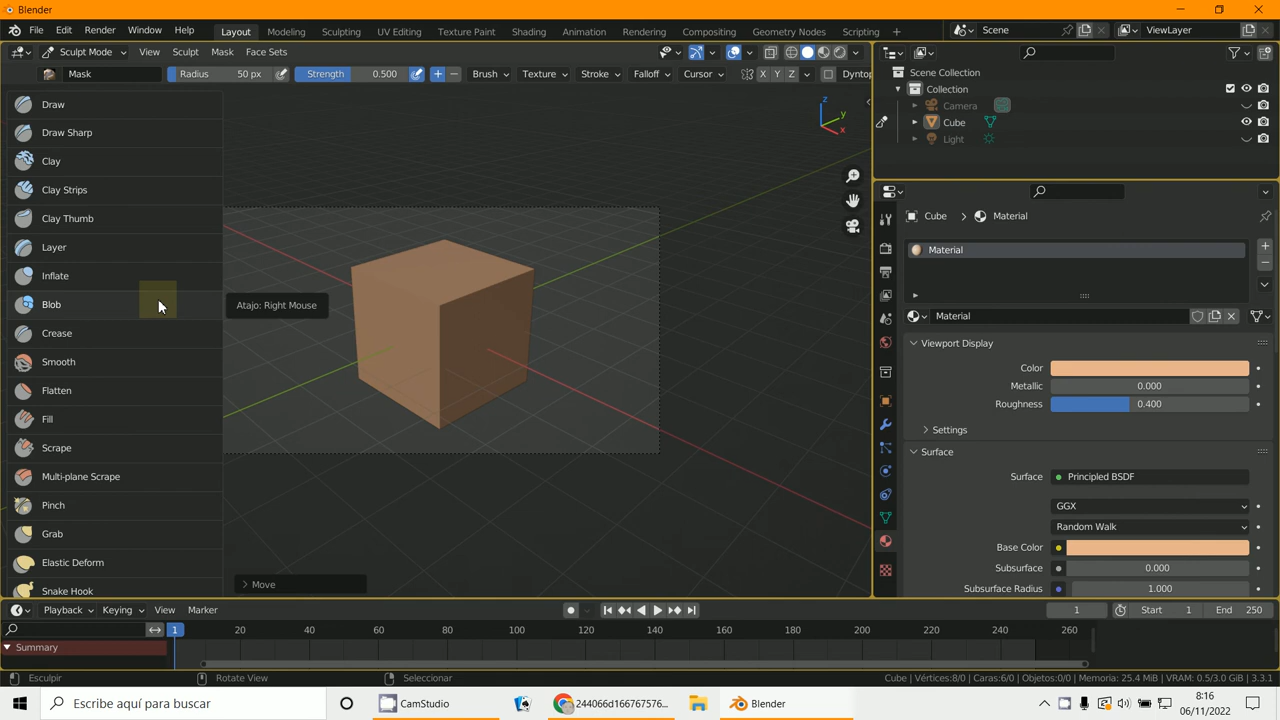 Blender
File Edit Render Window Help Layout Modeling Sculpting UV Editing Texture Paint Shading Animation Rendering Compositing Geometry Nodes Scripting + Scene ViewLayer
Sculpt Mode View Sculpt Mask Face Sets
Mask Radius 50 px Strength 0.500 Brush Texture Stroke Falloff Cursor X Y Z Dyntop
Draw
Draw Sharp
Clay
Clay Strips
Clay Thumb
Layer
Inflate
Blob
Crease
Smooth
Flatten
Fill
Scrape
Multi-plane Scrape
Pinch
Grab
Elastic Deform
Snake Hook
Atajo: Right Mouse
z
y
x
Move
Scene Collection
Collection
Camera
Cube
Light
Cube > Material
Material
Material
Viewport Display
Color
Metallic 0.000
Roughness 0.400
Settings
Surface
Surface Principled BSDF
GGX
Random Walk
Base Color
Subsurface 0.000
Subsurface Radius 1.000
Playback Keying View Marker 1 Start 1 End 250
1 20 40 60 80 100 120 140 160 180 200 220 240 260
Summary
Esculpir Rotate View Seleccionar Cube | Vértices:8/0 | Caras:6/0 | Objetos:0/0 | Memoria: 25.4 MiB | VRAM: 0.5/3.0 GiB | 3.3.1
Escribe aquí para buscar CamStudio 244066d166767576... Blender 8:16
06/11/2022